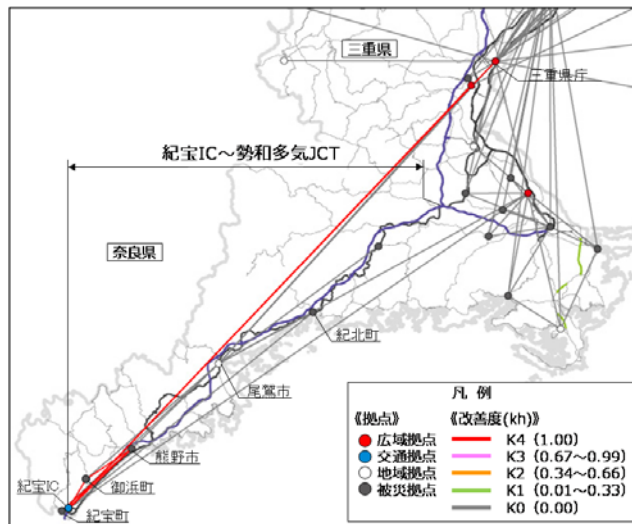 三重県
三重県庁
紀宝IC～勢和多気JCT
奈良県
紀北町
尾鷲市
熊野市
御浜町
紀宝IC
紀宝町
凡 例
《拠点》
《改善度(kh)》
広域拠点
K4 (1.00)
交通拠点
K3 (0.67～0.99)
地域拠点
K2 (0.34～0.66)
被災拠点
K1 (0.01～0.33)
K0 (0.00)